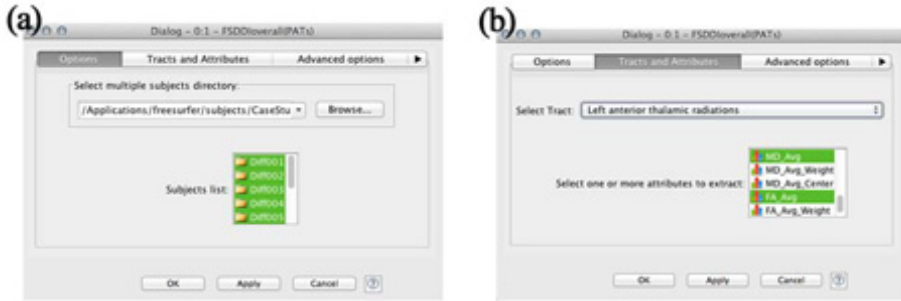 (a)
Dialog - 0:1 - FSDDIoverall(PATs)
Options
Tracts and Attributes
Advanced options
Select multiple subjects directory:
/Applications/freesurfer/subjects/CaseStu
Browse...
Subjects list:
Diff001
Diff002
Diff003
Diff004
Diff005
OK
Apply
Cancel
?
(b)
Dialog - 0:1 - FSDDIoverall(PATs)
Options
Tracts and Attributes
Advanced options
Select Tract:
Left anterior thalamic radiations
Select one or more attributes to extract:
MD_Avg
MD_Avg_Weight
MD_Avg_Center
FA_Avg
FA_Avg_Weight
OK
Apply
Cancel
?